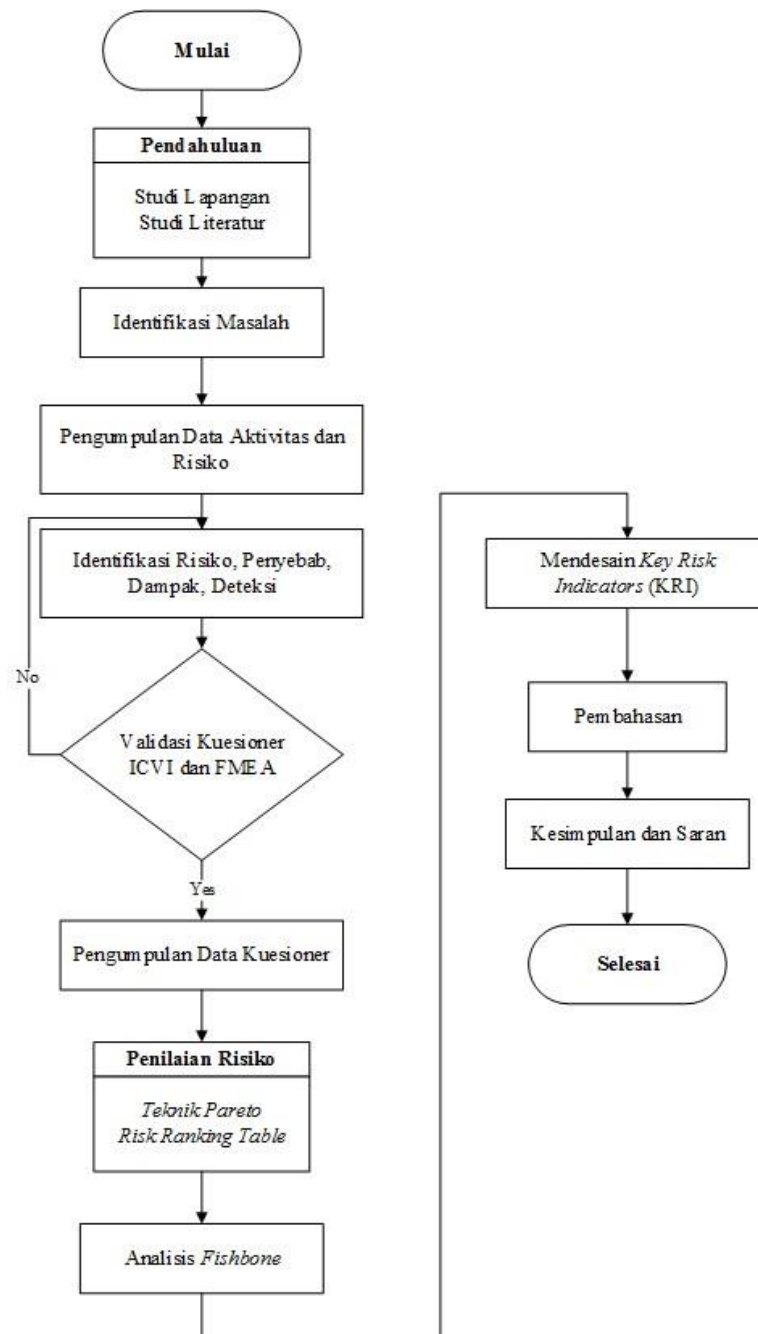 Mulai
Pendahuluan
Studi Lapangan
Studi Literatur
Identifikasi Masalah
Pengumpulan Data Aktivitas dan
Risiko
Identifikasi Risiko, Penyebab,
Dampak, Deteksi
No
Validasi Kuesioner
ICVI dan FMEA
Yes
Pengumpulan Data Kuesioner
Penilaian Risiko
Teknik Pareto
Risk Ranking Table
Analisis Fishbone
Mendesain Key Risk
Indicators (KRI)
Pembahasan
Kesimpulan dan Saran
Selesai